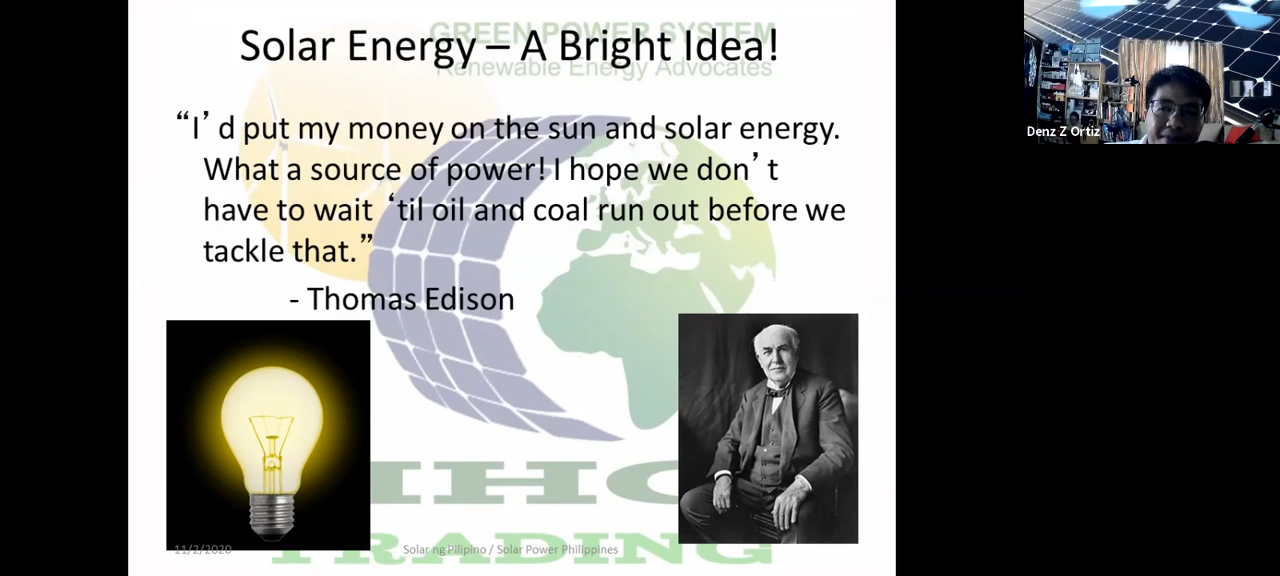 GREEN POWER SYSTEM
Solar Energy – A Bright Idea!
Renewable Energy Advocates
Denz Z Ortiz
“I’d put my money on the sun and solar energy.
What a source of power! I hope we don’t
have to wait ‘til oil and coal run out before we
tackle that.”
- Thomas Edison
TRADING
11/2/2020
Solar ng Pilipino / Solar Power Philippines